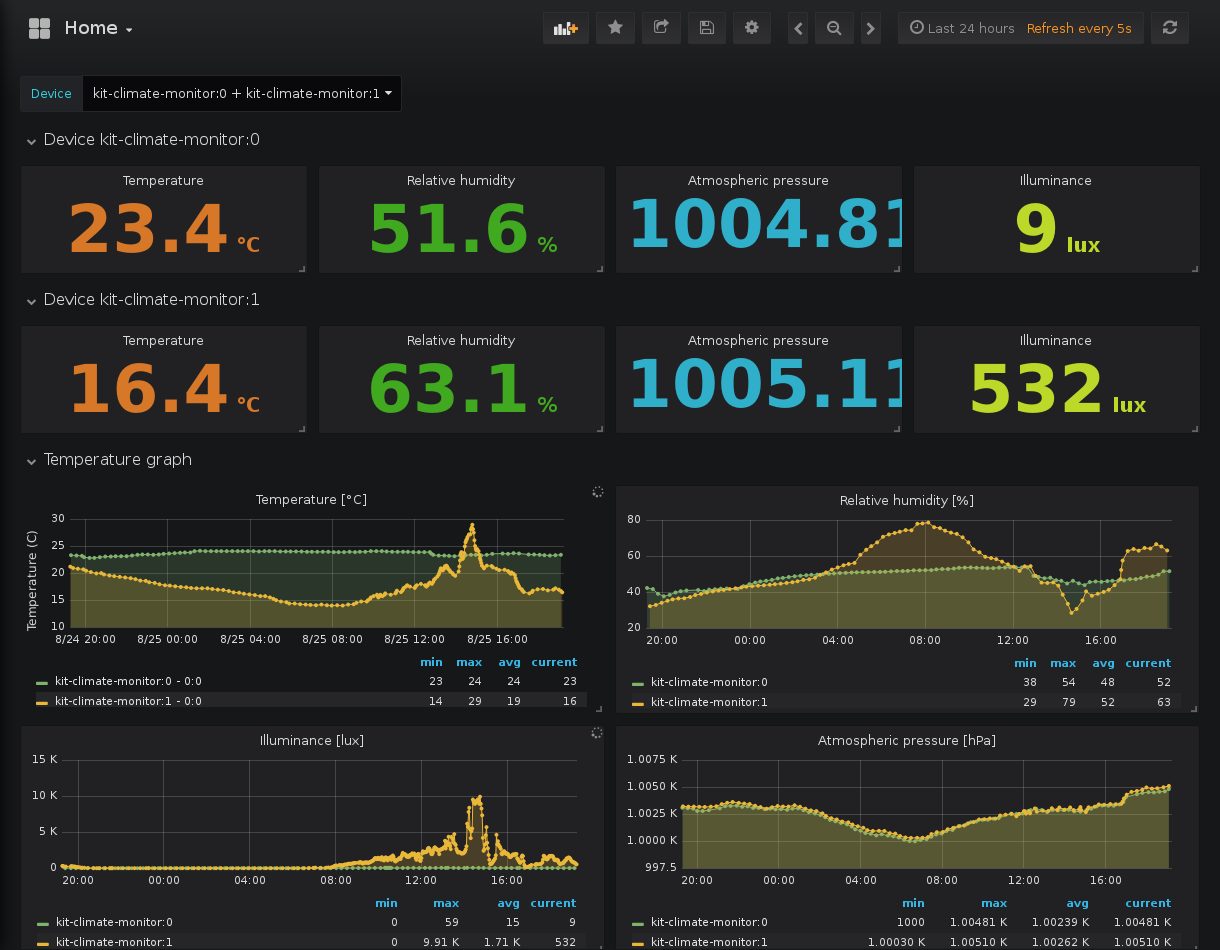 Home
Last 24 hours Refresh every 5s
Device kit-climate-monitor:0 + kit-climate-monitor:1
Device kit-climate-monitor:0
Temperature Relative humidity Atmospheric pressure Illuminance
23.4 °C 51.6 % 1004.81 9 lux
Device kit-climate-monitor:1
Temperature Relative humidity Atmospheric pressure Illuminance
16.4 °C 63.1 % 1005.11 532 lux
Temperature graph
Temperature [°C]
Temperature (C)
30
25
20
15
10
8/24 20:00 8/25 00:00 8/25 04:00 8/25 08:00 8/25 12:00 8/25 16:00
min max avg current
kit-climate-monitor:0 - 0:0 23 24 24 23
kit-climate-monitor:1 - 0:0 14 29 19 16
Relative humidity [%]
80
60
40
20
20:00 00:00 04:00 08:00 12:00 16:00
min max avg current
kit-climate-monitor:0 38 54 48 52
kit-climate-monitor:1 29 79 52 63
Illuminance [lux]
15 K
10 K
5 K
0
20:00 00:00 04:00 08:00 12:00 16:00
min max avg current
kit-climate-monitor:0 0 59 15 9
kit-climate-monitor:1 0 9.91 K 1.71 K 532
Atmospheric pressure [hPa]
1.0075 K
1.0050 K
1.0025 K
1.0000 K
997.5
20:00 00:00 04:00 08:00 12:00 16:00
min max avg current
kit-climate-monitor:0 1000 1.00481 K 1.00239 K 1.00481 K
kit-climate-monitor:1 1.00030 K 1.00510 K 1.00262 K 1.00510 K